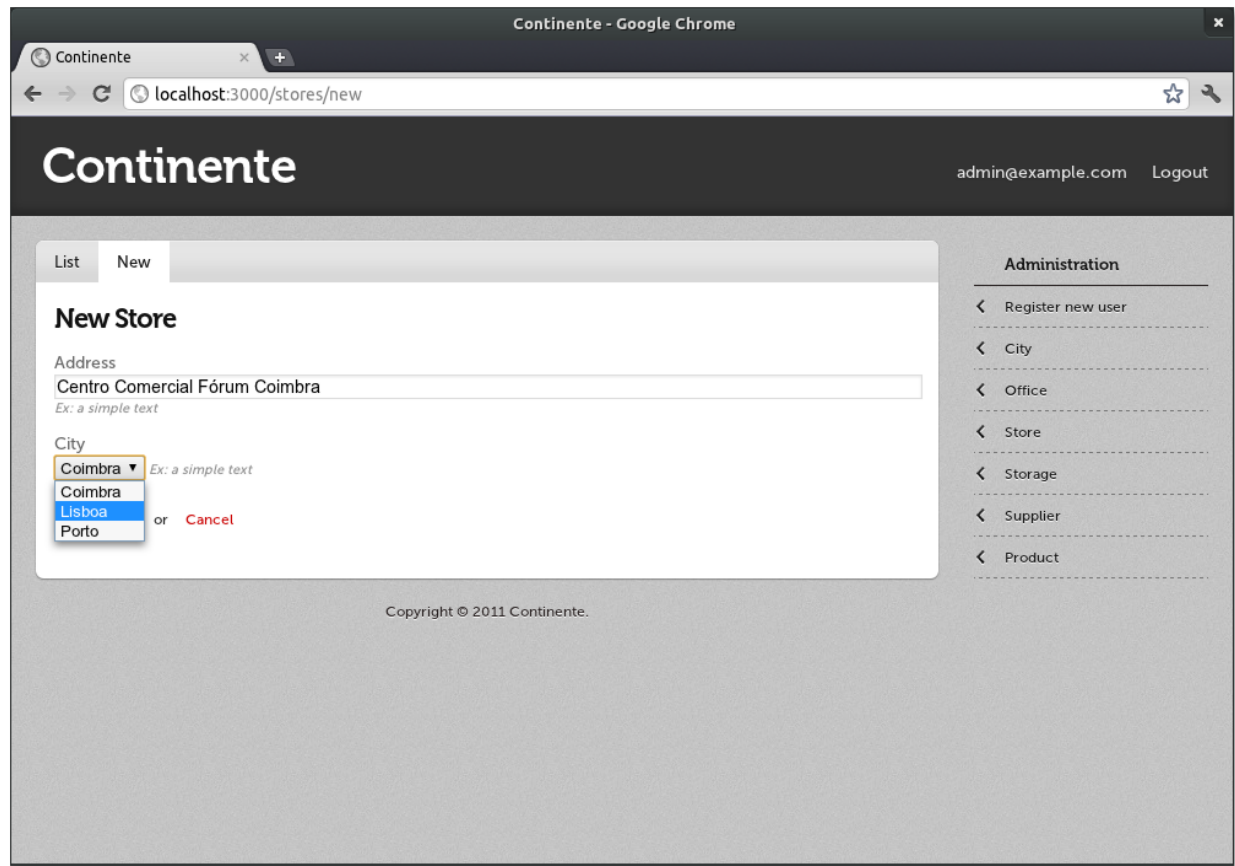 Continente - Google Chrome
Continente
localhost:3000/stores/new
Continente
admin@example.com Logout
List New
New Store
Address
Centro Comercial Fórum Coimbra
Ex: a simple text
City
Coimbra Ex: a simple text
Coimbra
Lisboa
Porto
or Cancel
Administration
Register new user
City
Office
Store
Storage
Supplier
Product
Copyright © 2011 Continente.